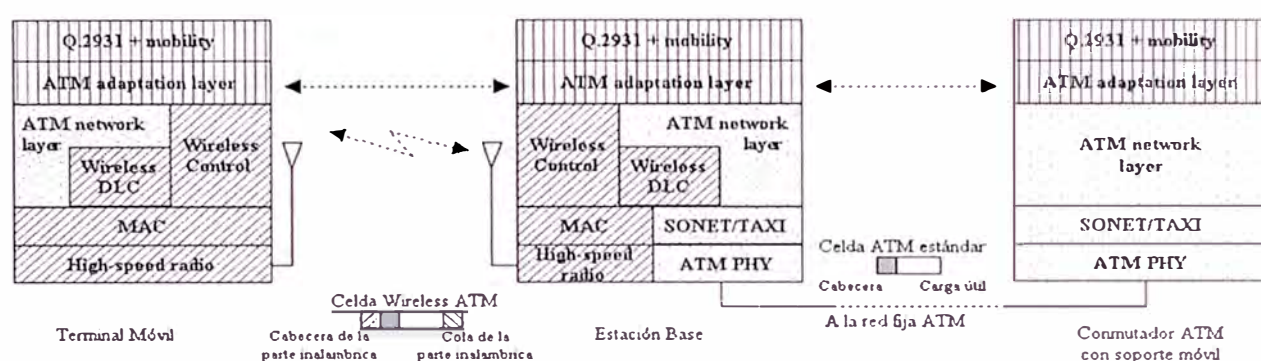 Q.2931 + mobility
ATM adaptation layer
ATM network
layer
Wireless
DLC
Wireless
Control
MAC
High-speed radio
Terminal Móvil
Celda Wireless ATM
Cabecera de la
parte inalambrica
Cola de la
parte inalambrica
Q.2931 + mobility
ATM adaptation layer
Wireless
Control
Wireless
DLC
ATM network
layer
MAC
SONET/TAXI
High-speed
radio
ATM PHY
Estación Base
Celda ATM estándar
Cabecera
Carga útil
A la red fija ATM
Q.2931 + mobility
ATM adaptation layer
ATM network
layer
SONET/TAXI
ATM PHY
Conmutador ATM
con soporte móvil